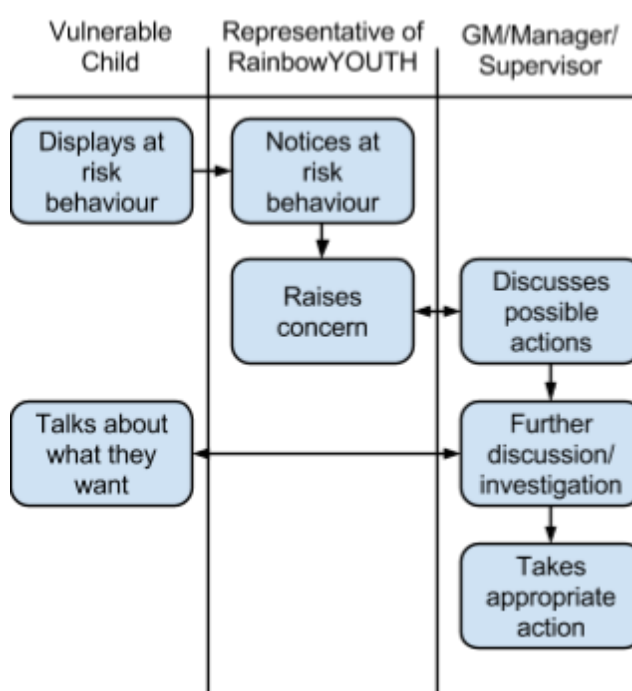 Vulnerable
Child
Representative of
RainbowYOUTH
GM/Manager/
Supervisor
Displays at
risk
behaviour
Notices at
risk
behaviour
Raises
concern
Discusses
possible
actions
Talks about
what they
want
Further
discussion/
investigation
Takes
appropriate
action